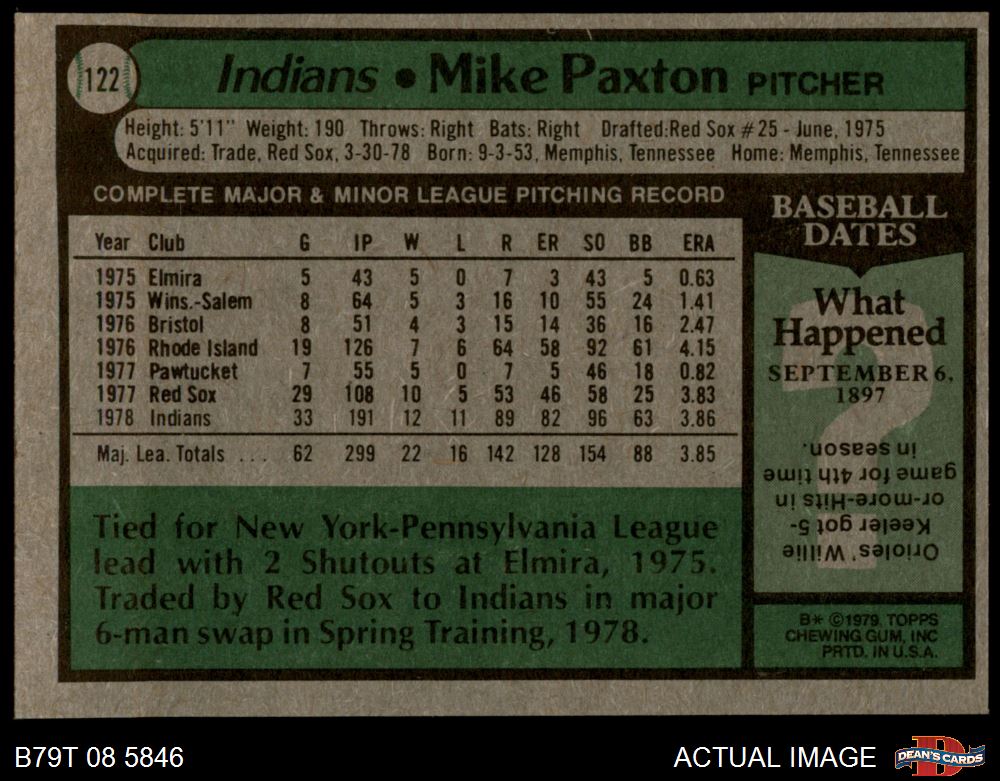 122
Indians • Mike Paxton PITCHER
Height: 5'11" Weight: 190 Throws: Right Bats: Right Drafted:Red Sox #25 - June, 1975
Acquired: Trade, Red Sox, 3-30-78 Born: 9-3-53, Memphis, Tennessee Home: Memphis, Tennessee
COMPLETE MAJOR & MINOR LEAGUE PITCHING RECORD
Year Club G IP W L R ER SO BB ERA
1975 Elmira 5 43 5 0 7 3 43 5 0.63
1975 Wins.-Salem 8 64 5 3 16 10 55 24 1.41
1976 Bristol 8 51 4 3 15 14 36 16 2.47
1976 Rhode Island 19 126 7 6 64 58 92 61 4.15
1977 Pawtucket 7 55 5 0 7 5 46 18 0.82
1977 Red Sox 29 108 10 5 53 46 58 25 3.83
1978 Indians 33 191 12 11 89 82 96 63 3.86
Maj. Lea. Totals ... 62 299 22 16 142 128 154 88 3.85
Tied for New York-Pennsylvania League
lead with 2 Shutouts at Elmira, 1975.
Traded by Red Sox to Indians in major
6-man swap in Spring Training, 1978.
BASEBALL
DATES
What
Happened
SEPTEMBER 6,
1897
?
Orioles' Willie
Keeler got 5-
or-more-Hits in
game for 4th time
in season.
B* ©1979 TOPPS
CHEWING GUM, INC
PRTD. IN U.S.A.
B79T 08 5846
ACTUAL IMAGE
D
DEAN'S CARDS